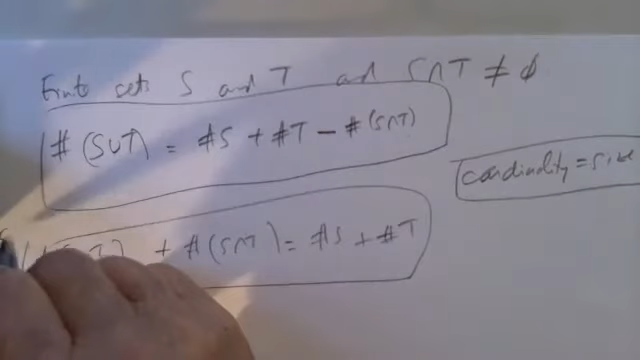 Finite sets S and T and S∩T ≠ ϕ
# (S∪T) = #S + #T − #(S∩T)
cardinality = size
+ #(S∩T) = #S + #T